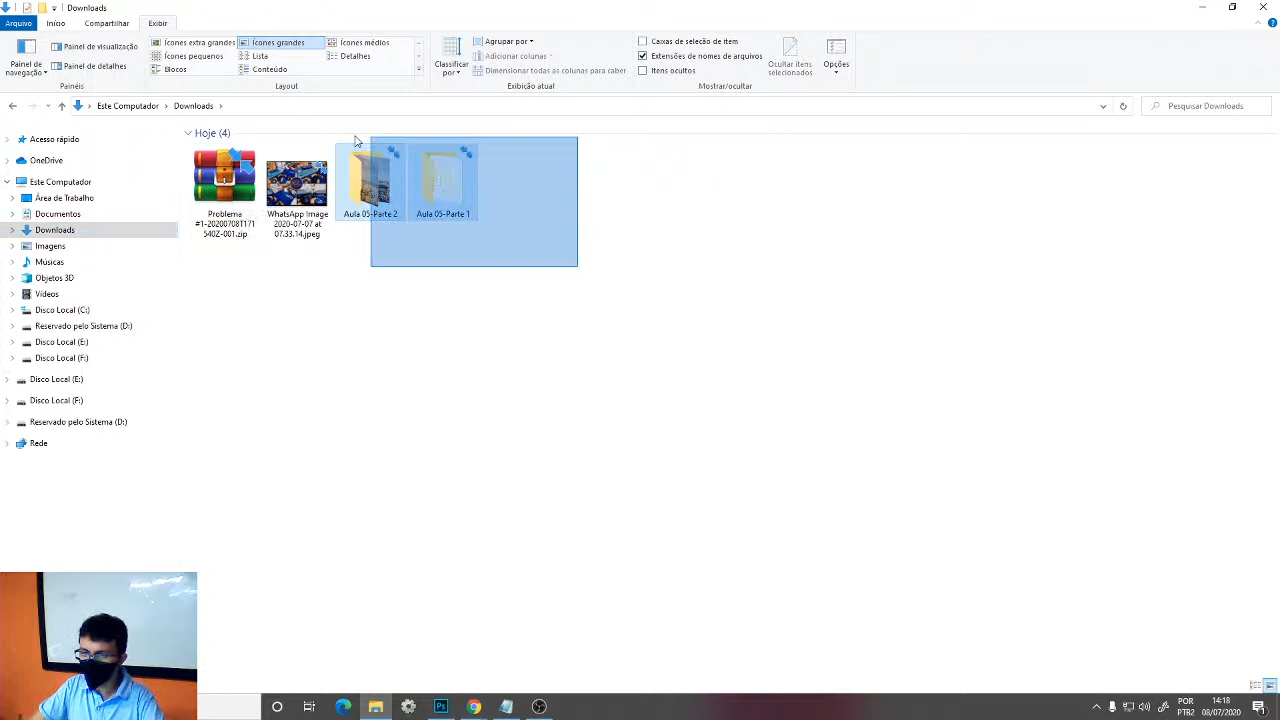 Downloads
Arquivo Início Compartilhar Exibir
Painel de navegação
Painel de visualização
Painel de detalhes
Painéis
Ícones extra grandes Ícones grandes Ícones médios
Ícones pequenos Lista Detalhes
Blocos Conteúdo
Layout
Classificar por
Agrupar por
Adicionar colunas
Dimensionar todas as colunas para caber
Exibição atual
Caixas de seleção de item
Extensões de nomes de arquivos
Itens ocultos
Ocultar itens selecionados
Mostrar/ocultar
Opções
Este Computador > Downloads >
Pesquisar Downloads
Acesso rápido
OneDrive
Este Computador
Área de Trabalho
Documentos
Downloads
Imagens
Músicas
Objetos 3D
Vídeos
Disco Local (C:)
Reservado pelo Sistema (D:)
Disco Local (E:)
Disco Local (F:)
Disco Local (E:)
Disco Local (F:)
Reservado pelo Sistema (D:)
Rede
Hoje (4)
Problema
#1-20200708T171
540Z-001.zip
WhatsApp Image
2020-07-07 at
07.33.14.jpeg
Aula 05-Parte 2
Aula 05-Parte 1
Ps
POR
PTB2
14:18
08/07/2020
1